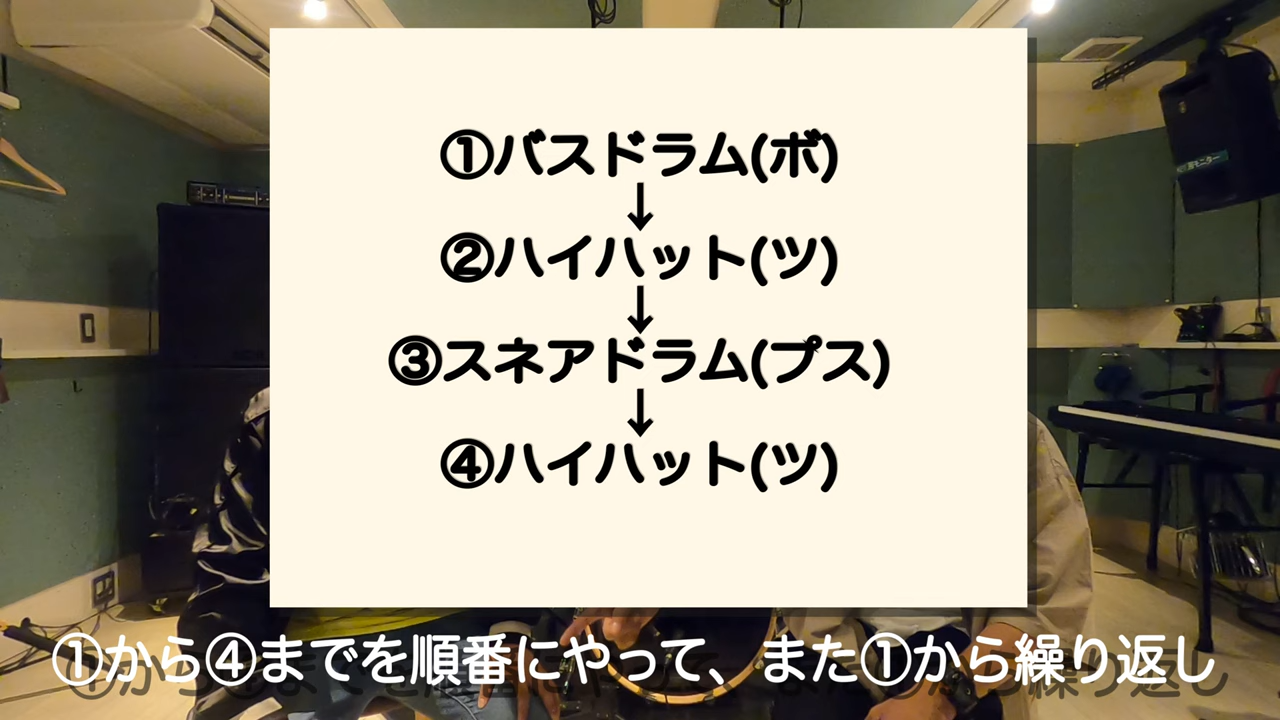 ①バスドラム(ボ)
↓
②ハイハット(ツ)
↓
③スネアドラム(プス)
↓
④ハイハット(ツ)
①から④までを順番にやって、また①から繰り返し